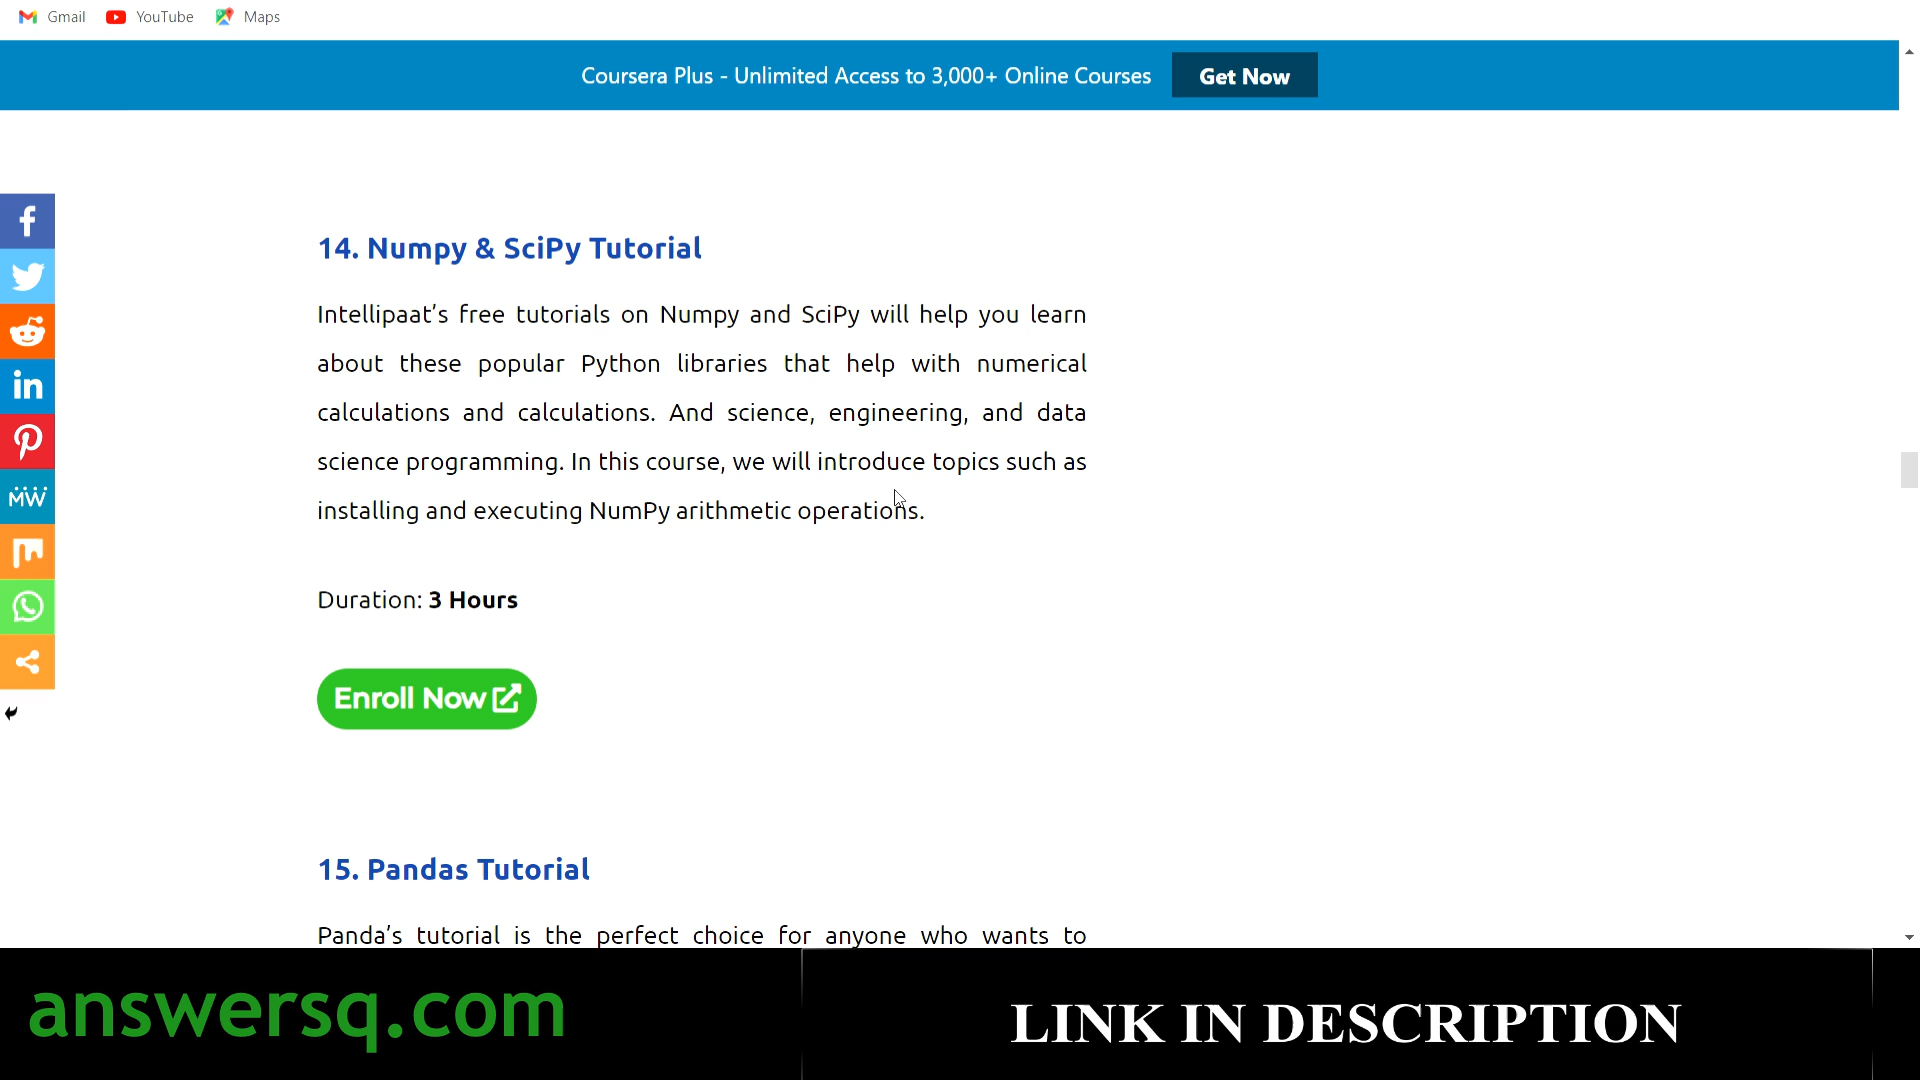 Gmail YouTube Maps
Coursera Plus - Unlimited Access to 3,000+ Online Courses Get Now
14. Numpy & SciPy Tutorial
Intellipaat’s free tutorials on Numpy and SciPy will help you learn
about these popular Python libraries that help with numerical
calculations and calculations. And science, engineering, and data
science programming. In this course, we will introduce topics such as
installing and executing NumPy arithmetic operations.
Duration: 3 Hours
Enroll Now
15. Pandas Tutorial
Panda’s tutorial is the perfect choice for anyone who wants to
in
MW
answersq.com
LINK IN DESCRIPTION